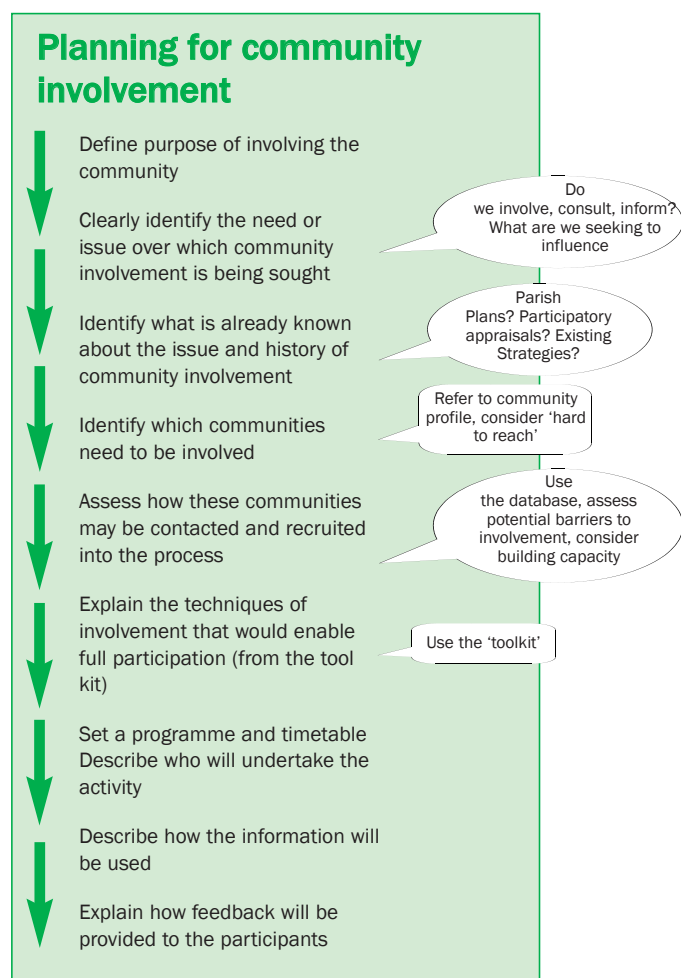 Planning for community
involvement
Define purpose of involving the
community
Clearly identify the need or
issue over which community
involvement is being sought
Do
we involve, consult, inform?
What are we seeking to
influence
Identify what is already known
about the issue and history of
community involvement
Parish
Plans? Participatory
appraisals? Existing
Strategies?
Identify which communities
need to be involved
Refer to community
profile, consider ‘hard
to reach’
Assess how these communities
may be contacted and recruited
into the process
Use
the database, assess
potential barriers to
involvement, consider
building capacity
Explain the techniques of
involvement that would enable
full participation (from the tool
kit)
Use the ‘toolkit’
Set a programme and timetable
Describe who will undertake the
activity
Describe how the information will
be used
Explain how feedback will be
provided to the participants